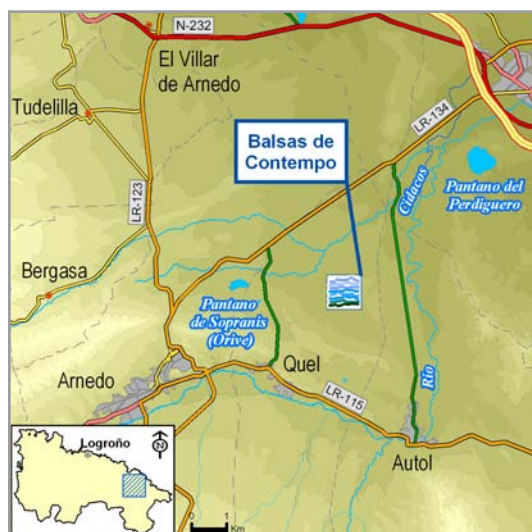 N-232
El Villar
de Arnedo
Tudelilla
LR-134
Balsas de
Contempo
Cidacos
Pantano del
Perdiguero
LR-123
Bergasa
Pantano
de Sopranis
(Orive)
Quel
Río
Arnedo
LR-115
Autol
Logroño
N
0 1
Km